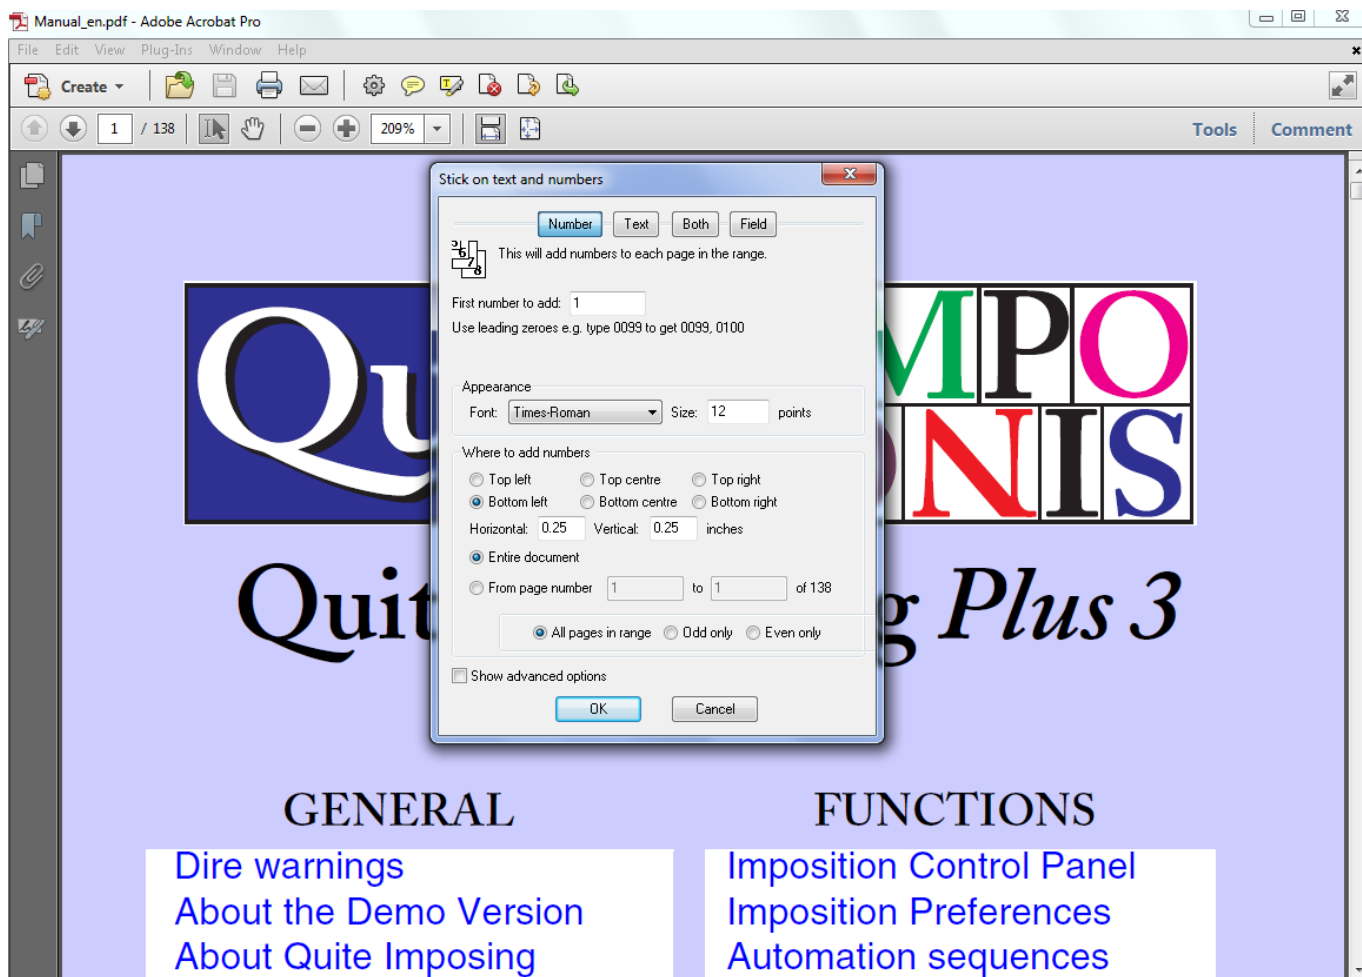 Manual_en.pdf - Adobe Acrobat Pro
File Edit View Plug-Ins Window Help
Create
1 / 138 209% Tools Comment
Stick on text and numbers
Number Text Both Field
This will add numbers to each page in the range.
First number to add: 1
Use leading zeroes e.g. type 0099 to get 0099, 0100
Appearance
Font: Times-Roman Size: 12 points
Where to add numbers
Top left Top centre Top right
Bottom left Bottom centre Bottom right
Horizontal: 0.25 Vertical: 0.25 inches
Entire document
From page number 1 to 1 of 138
All pages in range Odd only Even only
Show advanced options
OK Cancel
Qu MPO
NIS
Quit g Plus 3
GENERAL FUNCTIONS
Dire warnings
About the Demo Version
About Quite Imposing
Imposition Control Panel
Imposition Preferences
Automation sequences